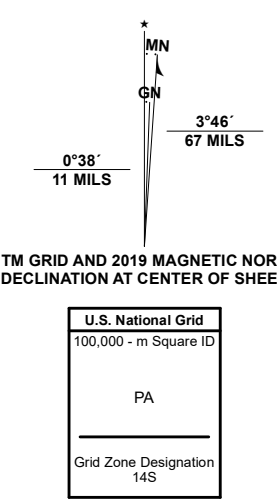 ★
MN
GN
3°46´
67 MILS
0°38´
11 MILS
TM GRID AND 2019 MAGNETIC NOR
DECLINATION AT CENTER OF SHEE
U.S. National Grid
100,000 - m Square ID
PA
Grid Zone Designation
14S